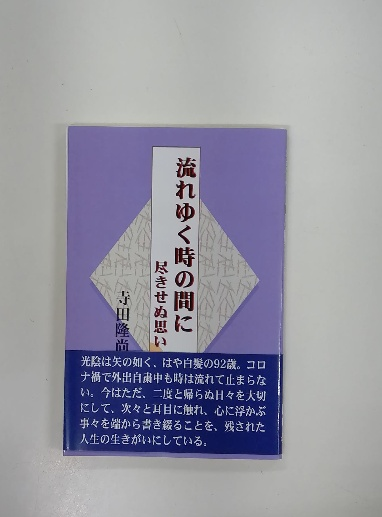 流れゆく時の間に
尽きせぬ思い
寺田隆尚
光陰は矢の如く、はや白髪の92歳。コロ
ナ禍で外出自粛中も時は流れて止まらな
い。今はただ、二度と帰らぬ日々を大切
にして、次々と耳目に触れ、心に浮かぶ
事々を端から書き綴ることを、残された
人生の生きがいにしている。